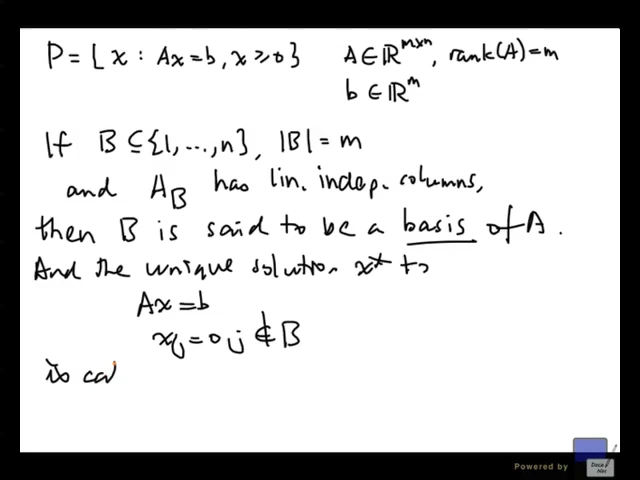 P = { x : Ax = b, x ≥ 0 } A ∈ ℝ^{m×n}, rank(A) = m
b ∈ ℝ^m
If B ⊆ {1, ..., n}, |B| = m
and A_B has lin. indep. columns,
then B is said to be a basis of A.
And the unique solution x* to
Ax = b
x_j = 0 j ∉ B
is cal
Powered by